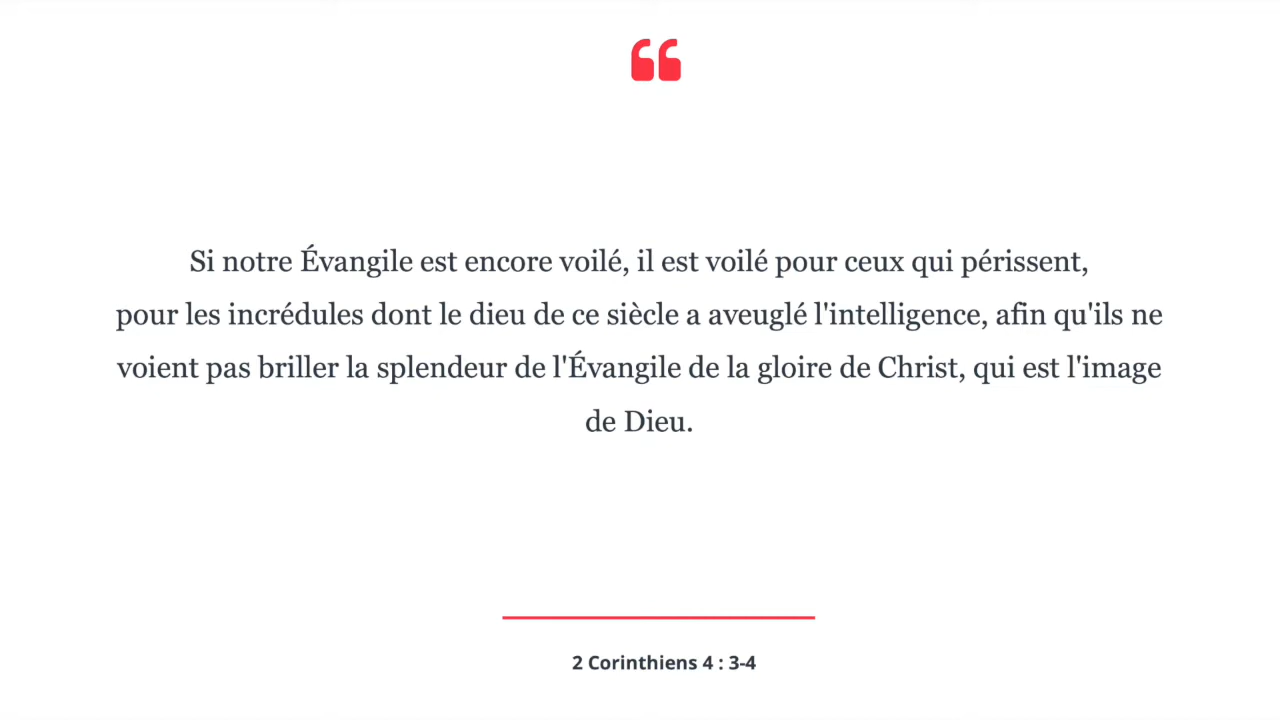 Si notre Évangile est encore voilé, il est voilé pour ceux qui périssent,
pour les incrédules dont le dieu de ce siècle a aveuglé l'intelligence, afin qu'ils ne
voient pas briller la splendeur de l'Évangile de la gloire de Christ, qui est l'image
de Dieu.
2 Corinthiens 4 : 3-4